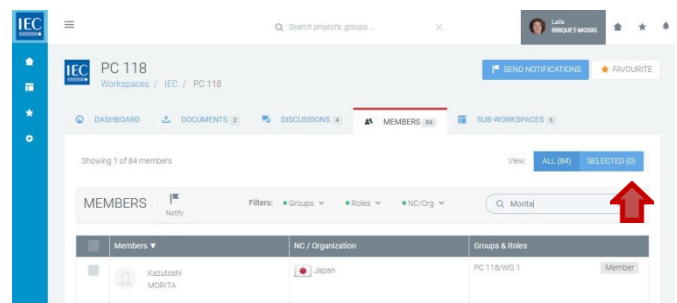 IEC
Search projects, groups ...
Laila
BRIQUET-MOSIG
IEC
PC 118
Workspaces / IEC / PC 118
SEND NOTIFICATIONS
FAVOURITE
DASHBOARD
DOCUMENTS 2
DISCUSSIONS 4
MEMBERS 84
SUB-WORKSPACES 5
Showing 1 of 84 members
View:
ALL (84)
SELECTED (0)
MEMBERS
Notify
Filters:
Groups
Roles
NC/Org
Morita
Members ▼
NC / Organization
Groups & Roles
Kazutoshi
MORITA
Japan
PC 118/WG 1
Member